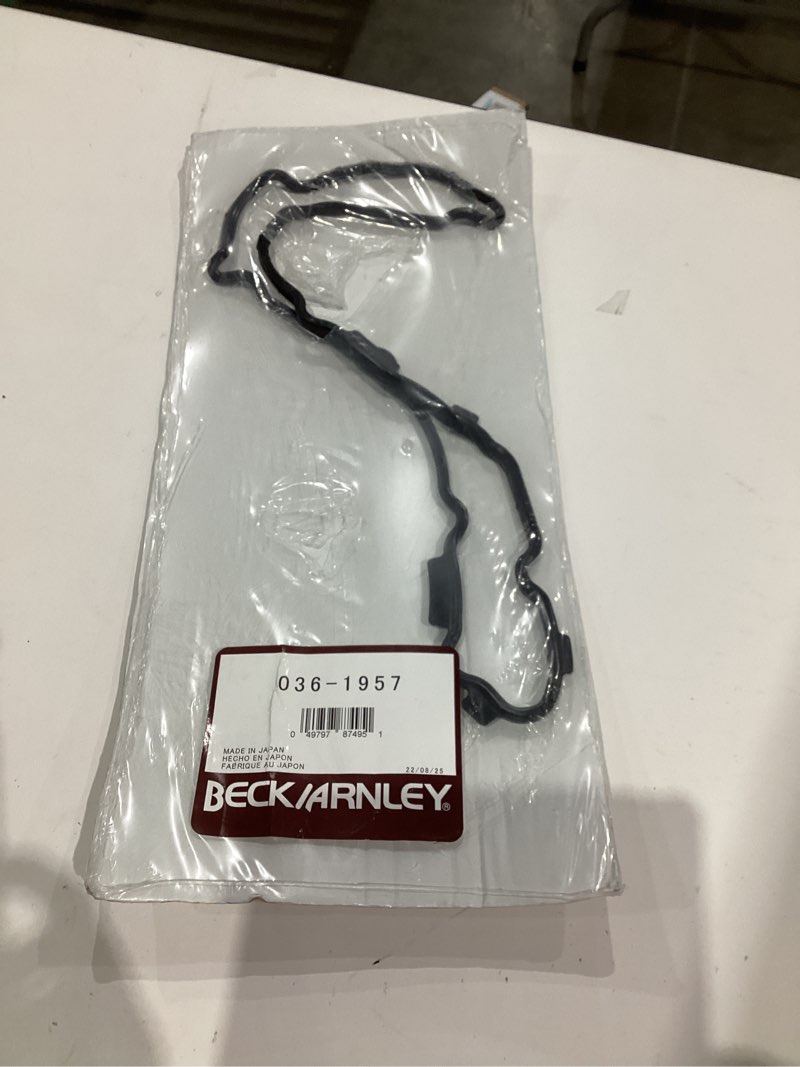 036-1957
0 49797 87495 1
MADE IN JAPAN
HECHO EN JAPON
FABRIQUE AU JAPON
22/08/25
BECK/ARNLEY®